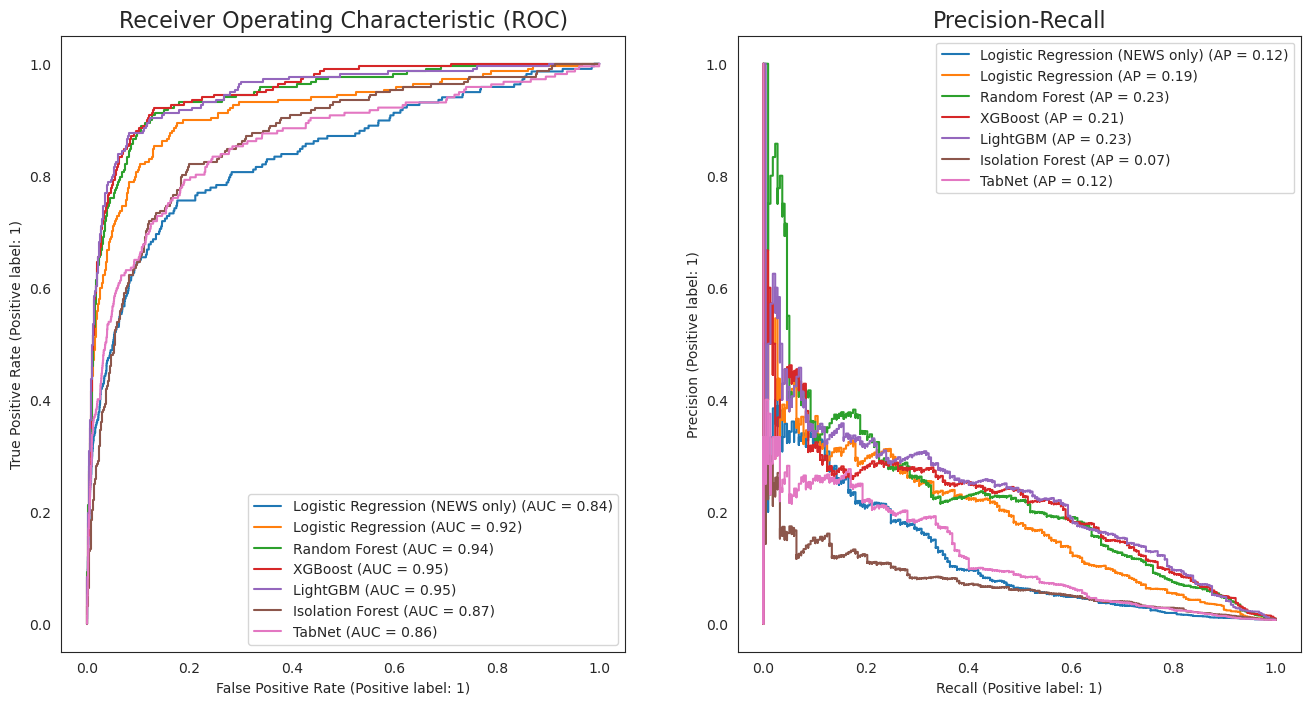 Receiver Operating Characteristic (ROC)
1.0
0.8
0.6
0.4
0.2
0.0
True Positive Rate (Positive label: 1)
Logistic Regression (NEWS only) (AUC = 0.84)
Logistic Regression (AUC = 0.92)
Random Forest (AUC = 0.94)
XGBoost (AUC = 0.95)
LightGBM (AUC = 0.95)
Isolation Forest (AUC = 0.87)
TabNet (AUC = 0.86)
0.0 0.2 0.4 0.6 0.8 1.0
False Positive Rate (Positive label: 1)
Precision-Recall
1.0
0.8
0.6
0.4
0.2
0.0
Precision (Positive label: 1)
Logistic Regression (NEWS only) (AP = 0.12)
Logistic Regression (AP = 0.19)
Random Forest (AP = 0.23)
XGBoost (AP = 0.21)
LightGBM (AP = 0.23)
Isolation Forest (AP = 0.07)
TabNet (AP = 0.12)
0.0 0.2 0.4 0.6 0.8 1.0
Recall (Positive label: 1)